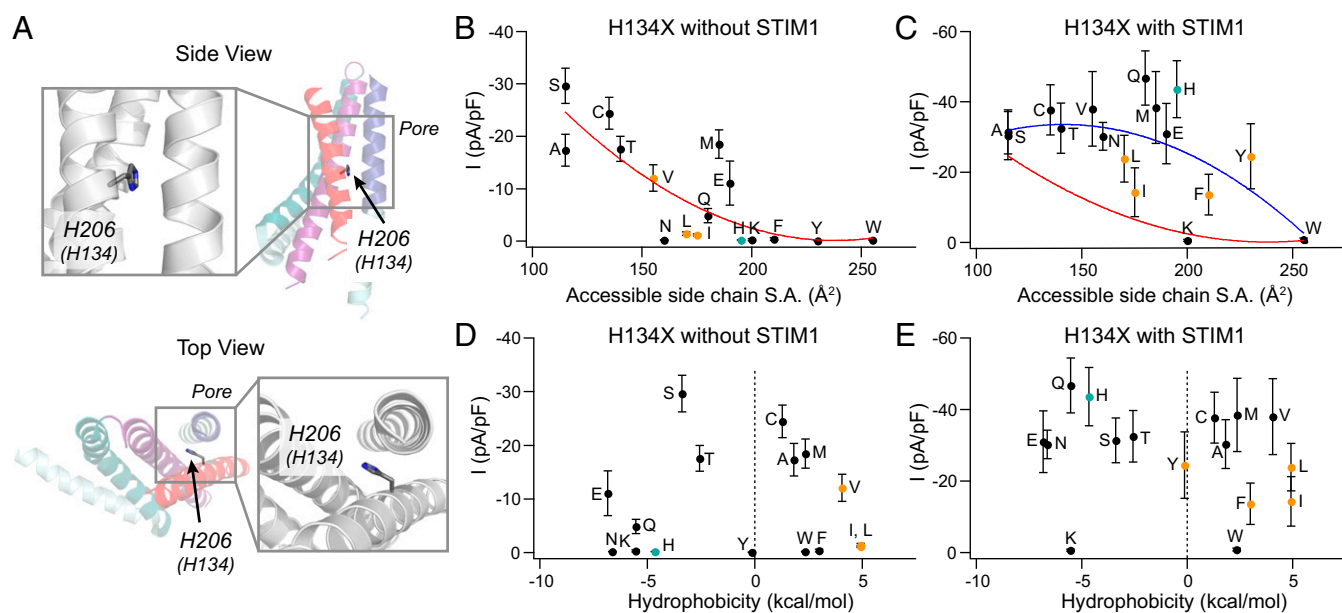 A
Side View
H206
(H134)
Pore
H206
(H134)
Top View
Pore
H206
(H134)
H206
(H134)
B
H134X without STIM1
I (pA/pF)
-40
-30
-20
-10
0
S
A
C
T
V
M
E
Q
N
L
I
H
K
F
Y
W
100
150
200
250
Accessible side chain S.A. (Å²)
C
H134X with STIM1
I (pA/pF)
-60
-40
-20
0
A
S
C
T
V
N
Q
M
H
E
L
I
Y
F
K
W
100
150
200
250
Accessible side chain S.A. (Å²)
D
H134X without STIM1
I (pA/pF)
-40
-30
-20
-10
0
S
T
C
A
M
V
E
Q
N
K
H
Y
W
F
I, L
-10
-5
0
5
Hydrophobicity (kcal/mol)
E
H134X with STIM1
I (pA/pF)
-60
-40
-20
0
Q
H
E
N
S
T
C
M
V
A
Y
L
F
I
K
W
-10
-5
0
5
Hydrophobicity (kcal/mol)